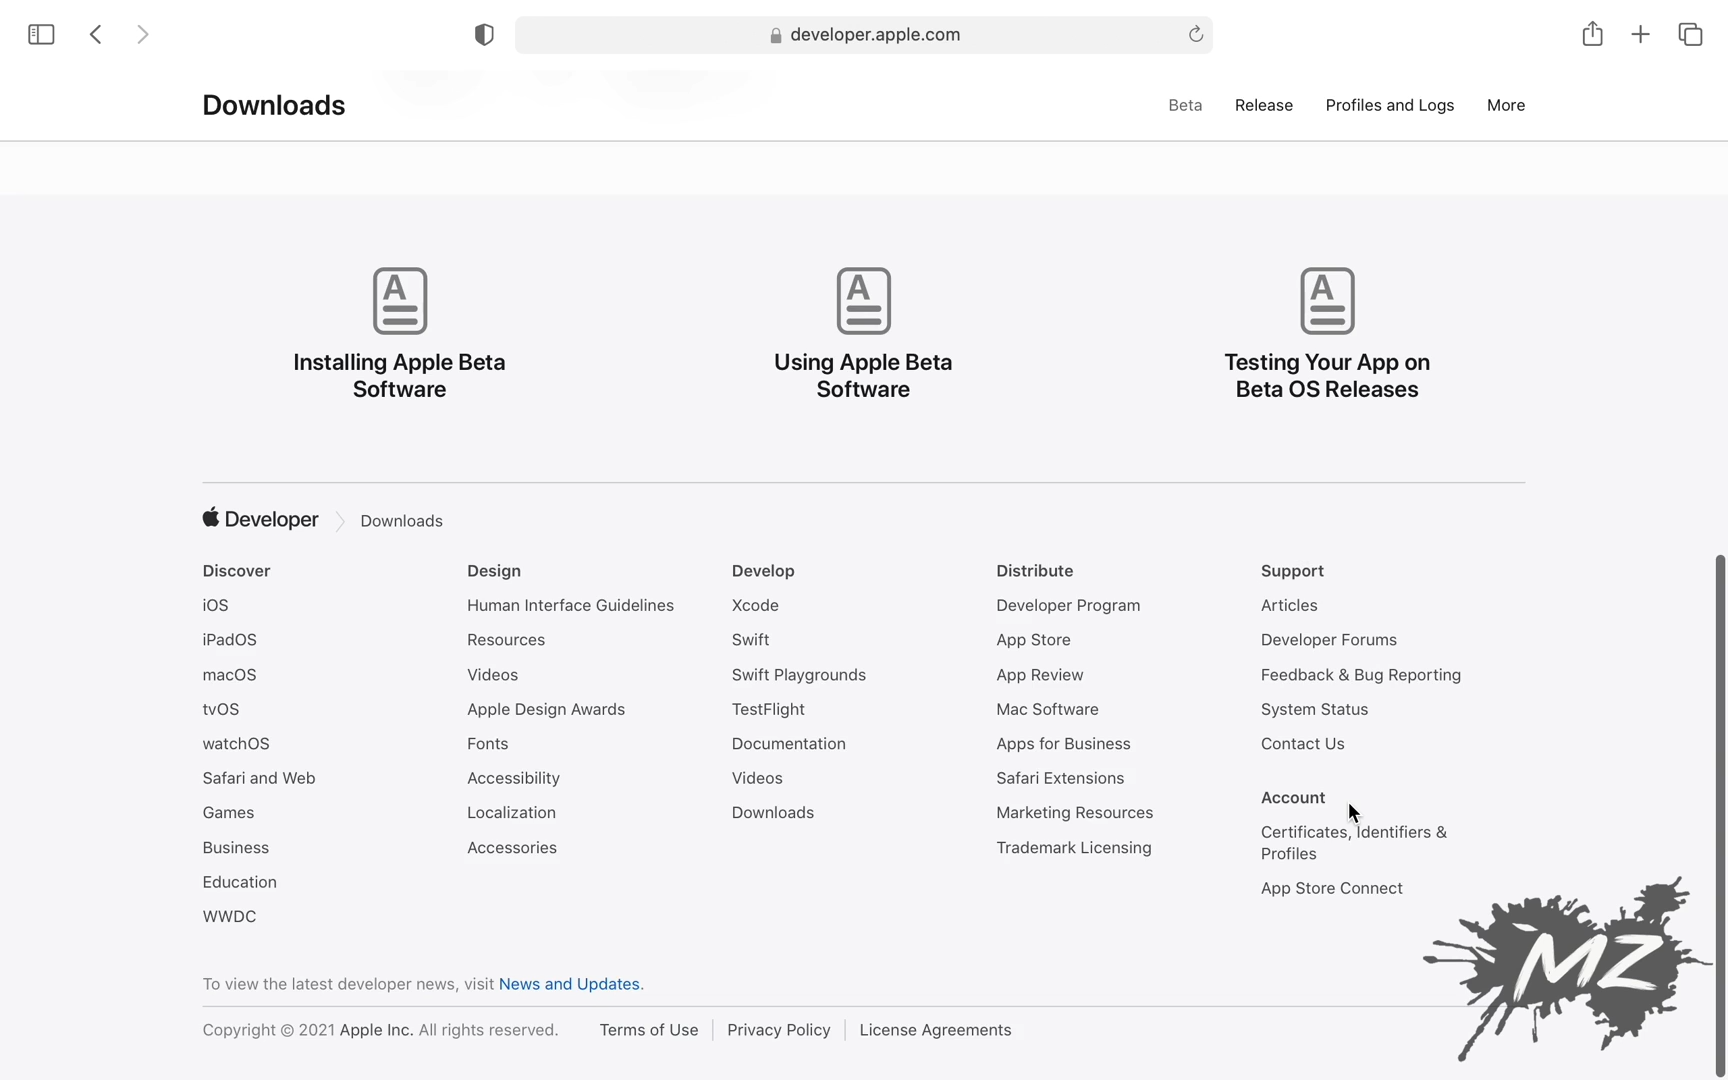 developer.apple.com
Downloads
Beta Release Profiles and Logs More
A A A
Installing Apple Beta
Software
Using Apple Beta
Software
Testing Your App on
Beta OS Releases
Developer Downloads
Discover
iOS
iPadOS
macOS
tvOS
watchOS
Safari and Web
Games
Business
Education
WWDC
Design
Human Interface Guidelines
Resources
Videos
Apple Design Awards
Fonts
Accessibility
Localization
Accessories
Develop
Xcode
Swift
Swift Playgrounds
TestFlight
Documentation
Videos
Downloads
Distribute
Developer Program
App Store
App Review
Mac Software
Apps for Business
Safari Extensions
Marketing Resources
Trademark Licensing
Support
Articles
Developer Forums
Feedback & Bug Reporting
System Status
Contact Us
Account
Certificates, Identifiers &
Profiles
App Store Connect
MZ
To view the latest developer news, visit News and Updates.
Copyright © 2021 Apple Inc. All rights reserved. Terms of Use Privacy Policy License Agreements